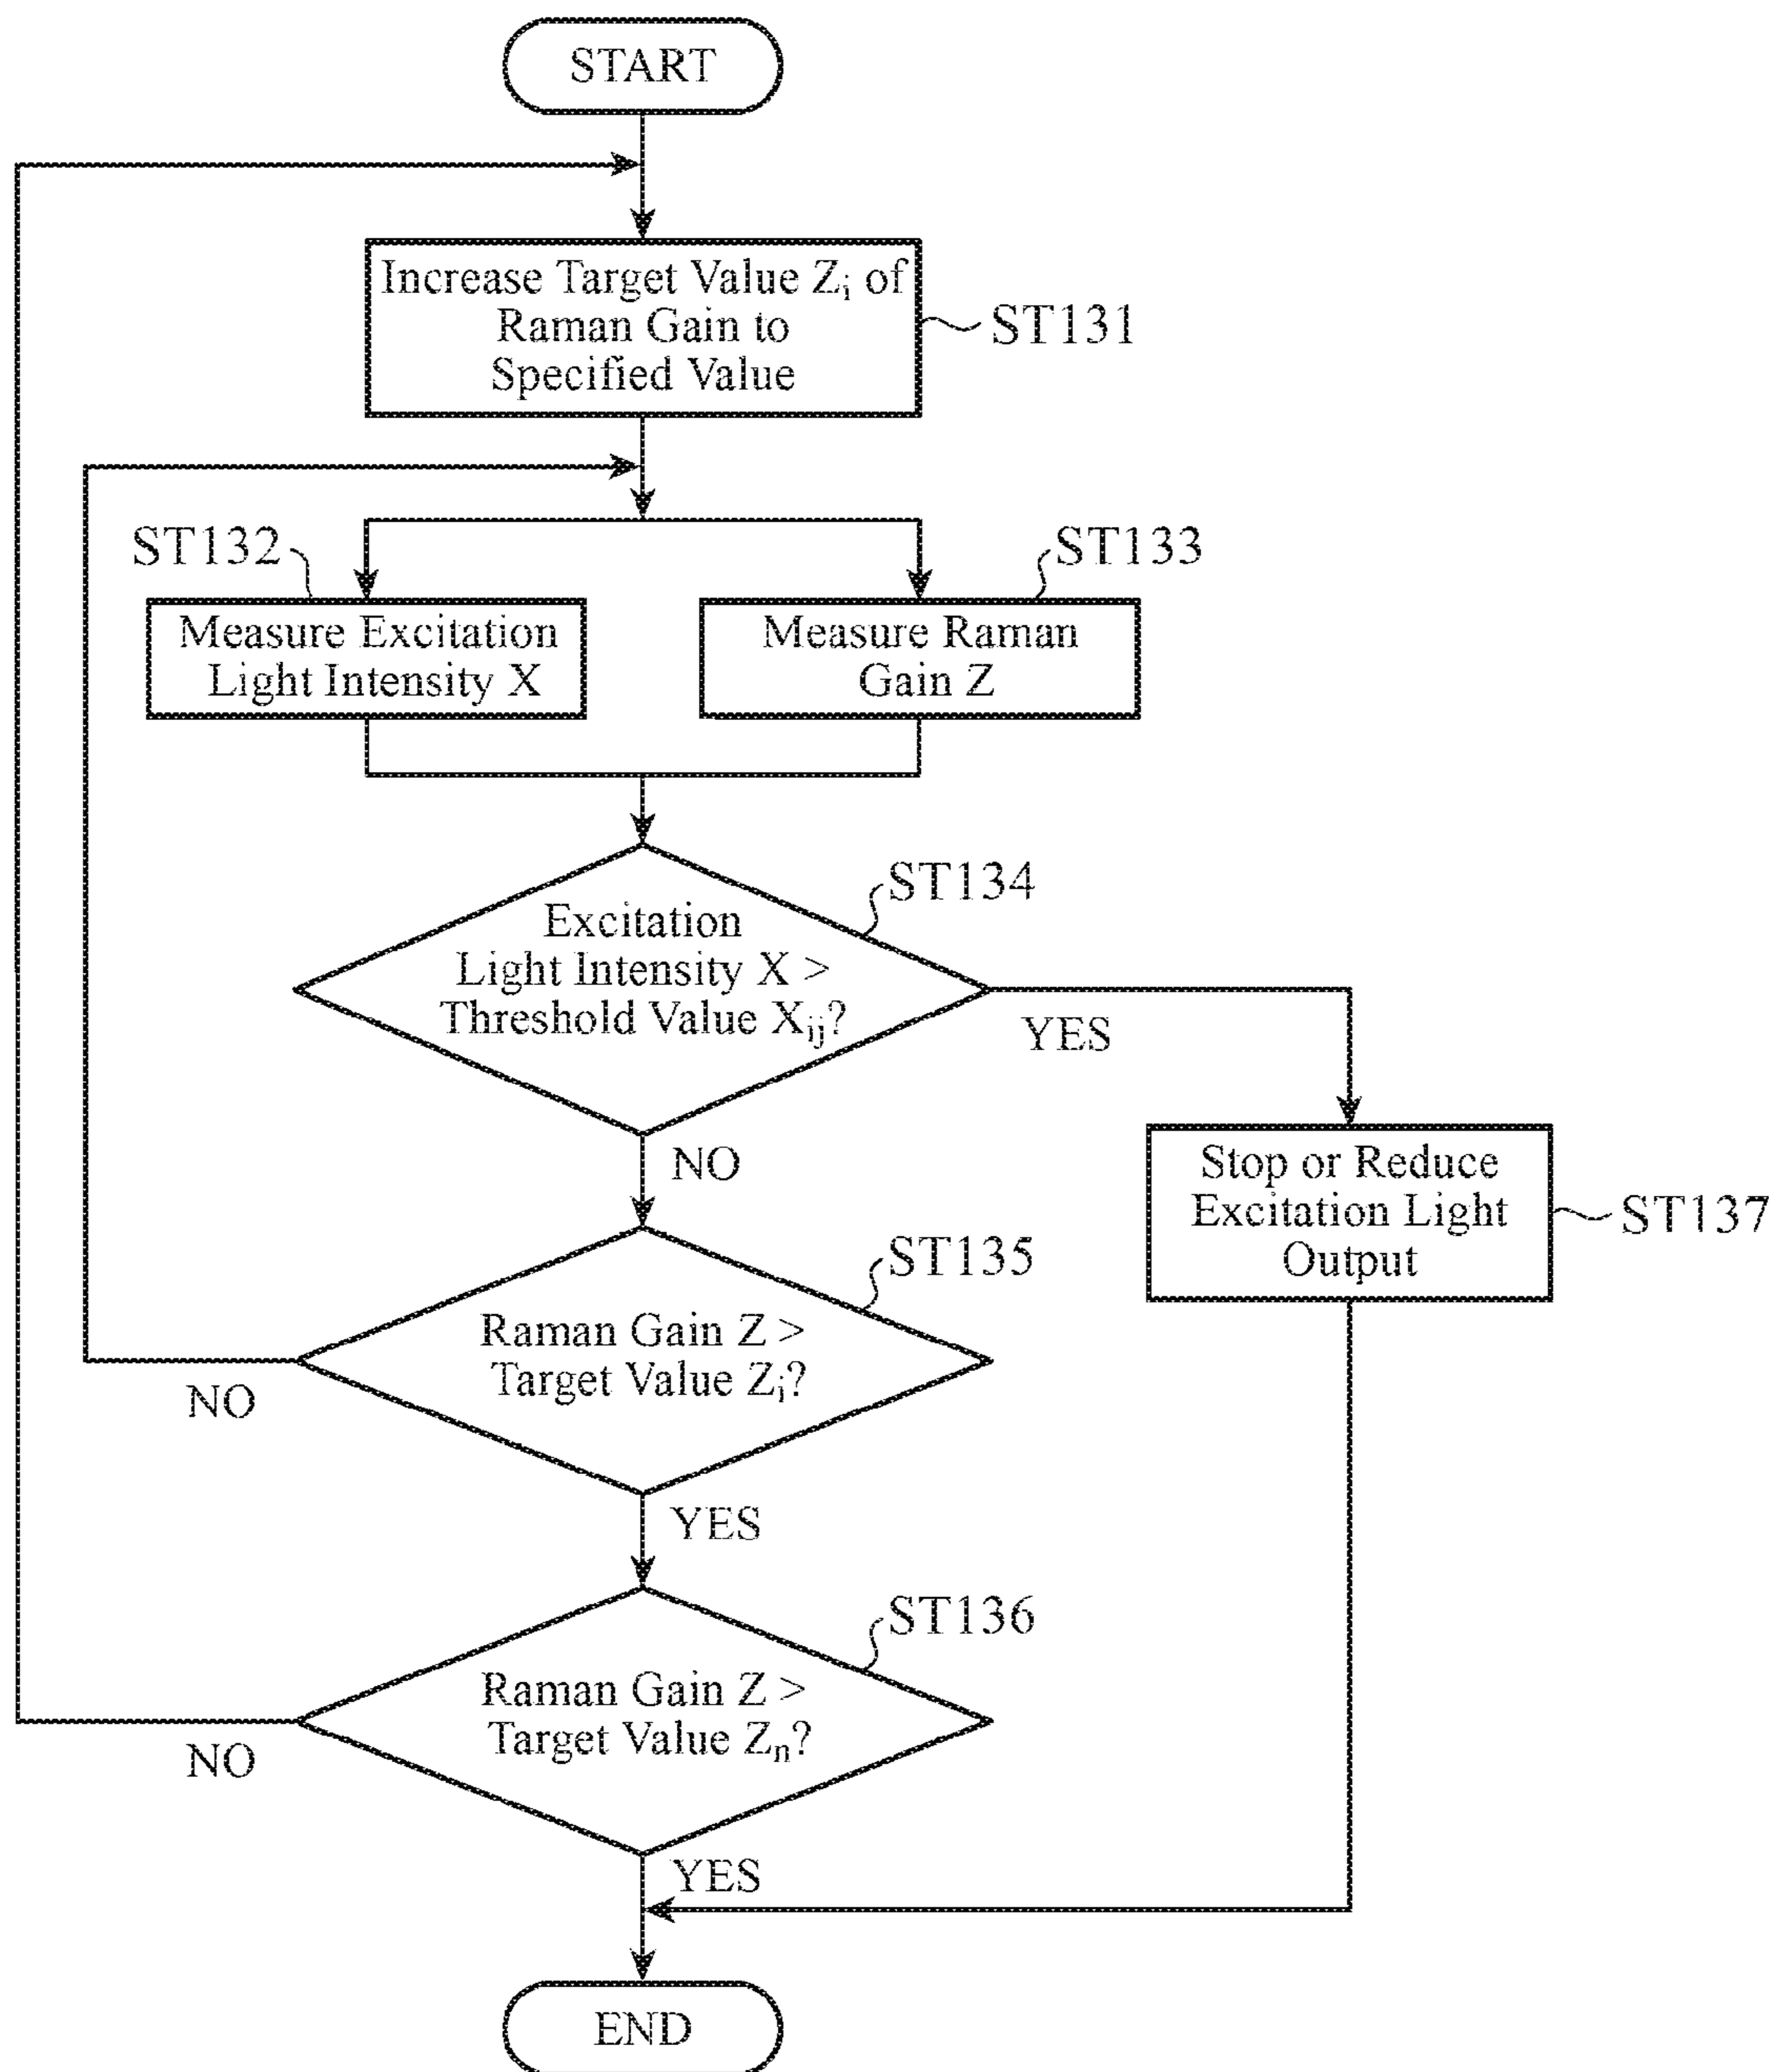 START
Increase Target Value Zi of
Raman Gain to
Specified Value
ST131
ST132
ST133
Measure Excitation
Light Intensity X
Measure Raman
Gain Z
ST134
Excitation
Light Intensity X >
Threshold Value Xij?
YES
NO
Stop or Reduce
Excitation Light
Output
ST137
ST135
Raman Gain Z >
Target Value Zi?
NO
YES
ST136
Raman Gain Z >
Target Value Zn?
NO
YES
END